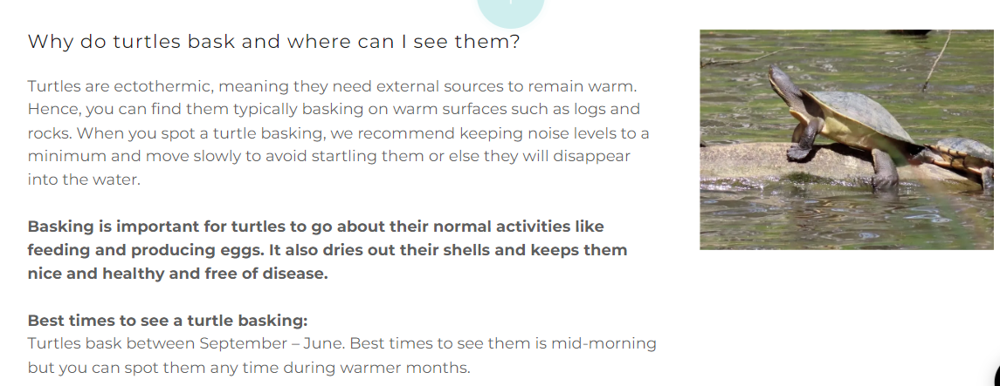 Why do turtles bask and where can I see them?
Turtles are ectothermic, meaning they need external sources to remain warm.
Hence, you can find them typically basking on warm surfaces such as logs and
rocks. When you spot a turtle basking, we recommend keeping noise levels to a
minimum and move slowly to avoid startling them or else they will disappear
into the water.
Basking is important for turtles to go about their normal activities like
feeding and producing eggs. It also dries out their shells and keeps them
nice and healthy and free of disease.
Best times to see a turtle basking:
Turtles bask between September – June. Best times to see them is mid-morning
but you can spot them any time during warmer months.